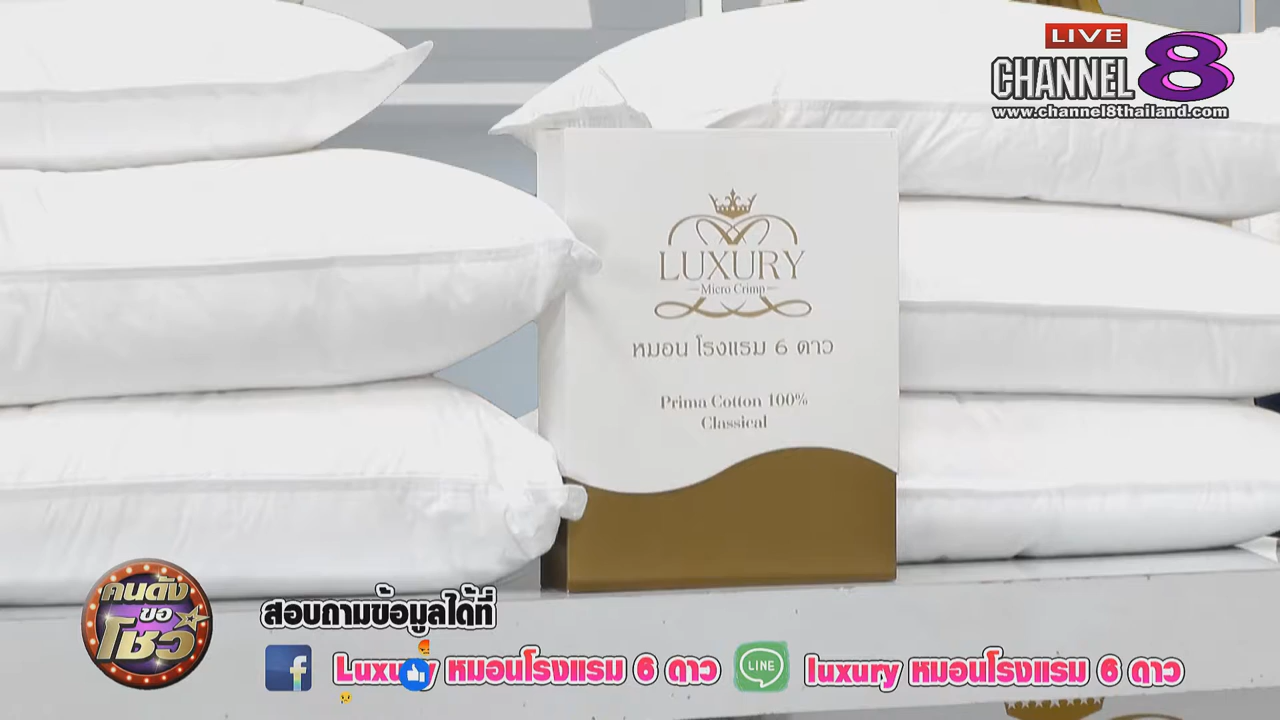 LIVE
CHANNEL 8
www.channel8thailand.com
LUXURY
Micro Crimp
หมอน โรงแรม 6 ดาว
Prima Cotton 100%
Classical
คนดัง
ขอ
โชว์
สอบถามข้อมูลได้ที่
f Luxury หมอนโรงแรม 6 ดาว LINE luxury หมอนโรงแรม 6 ดาว